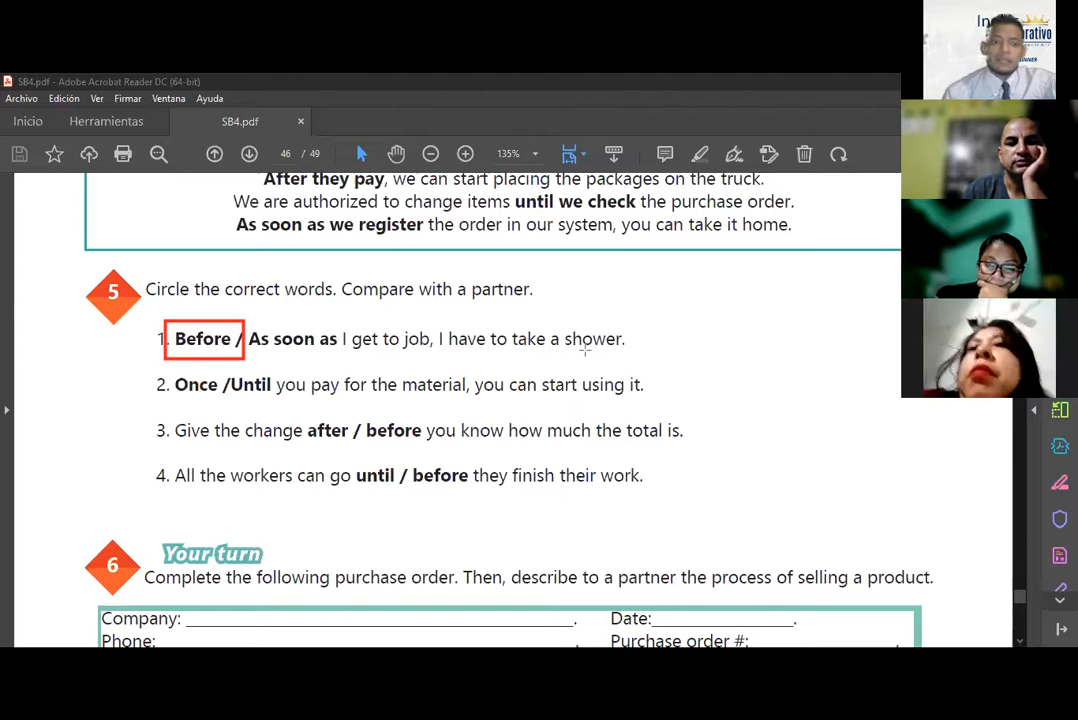 SB4.pdf - Adobe Acrobat Reader DC (64-bit)
Archivo Edición Ver Firmar Ventana Ayuda
Inicio Herramientas SB4.pdf ×
46 / 49 135%
After they pay, we can start placing the packages on the truck.
We are authorized to change items until we check the purchase order.
As soon as we register the order in our system, you can take it home.
5 Circle the correct words. Compare with a partner.
1. Before / As soon as I get to job, I have to take a shower.
2. Once /Until you pay for the material, you can start using it.
3. Give the change after / before you know how much the total is.
4. All the workers can go until / before they finish their work.
6 Your turn
Complete the following purchase order. Then, describe to a partner the process of selling a product.
Company: ________________________________________. Date:_______________.
Phone: . Purchase order #: .